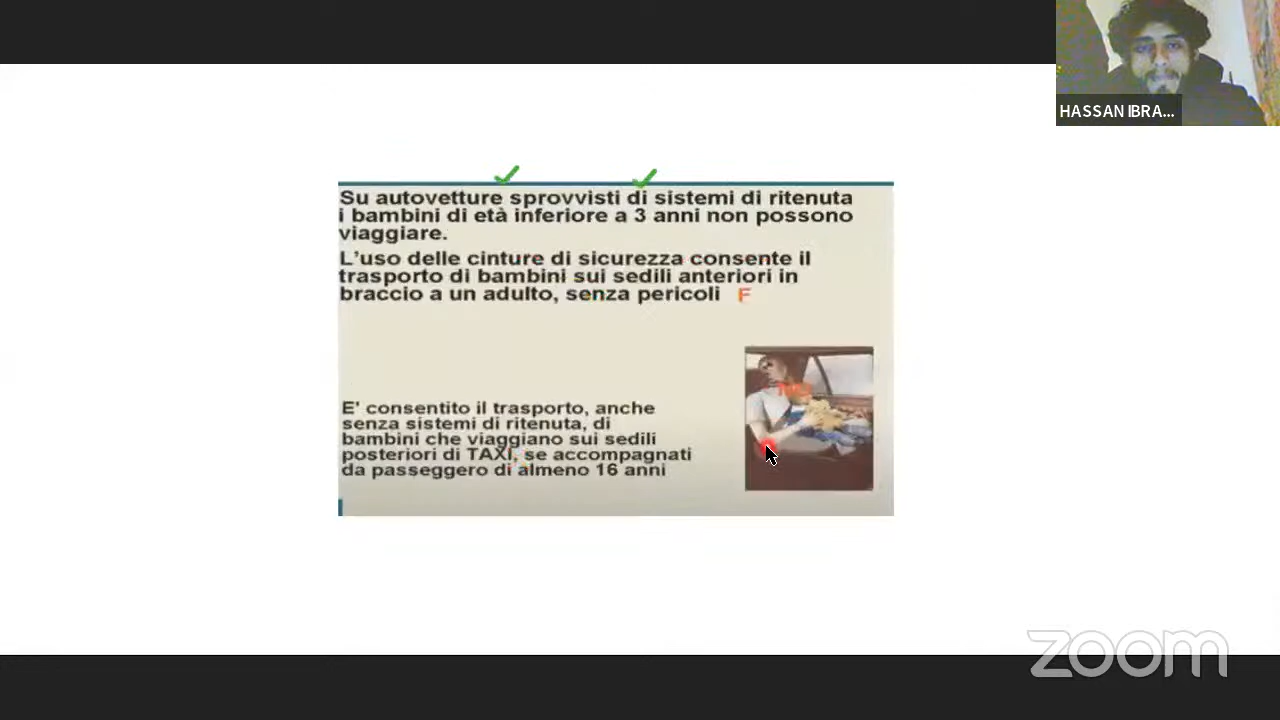 HASSAN IBRA...
Su autovetture sprovvisti di sistemi di ritenuta
i bambini di età inferiore a 3 anni non possono
viaggiare.
L'uso delle cinture di sicurezza consente il
trasporto di bambini sui sedili anteriori in
braccio a un adulto, senza pericoli F
E' consentito il trasporto, anche
senza sistemi di ritenuta, di
bambini che viaggiano sui sedili
posteriori di TAXI, se accompagnati
da passeggero di almeno 16 anni
zoom